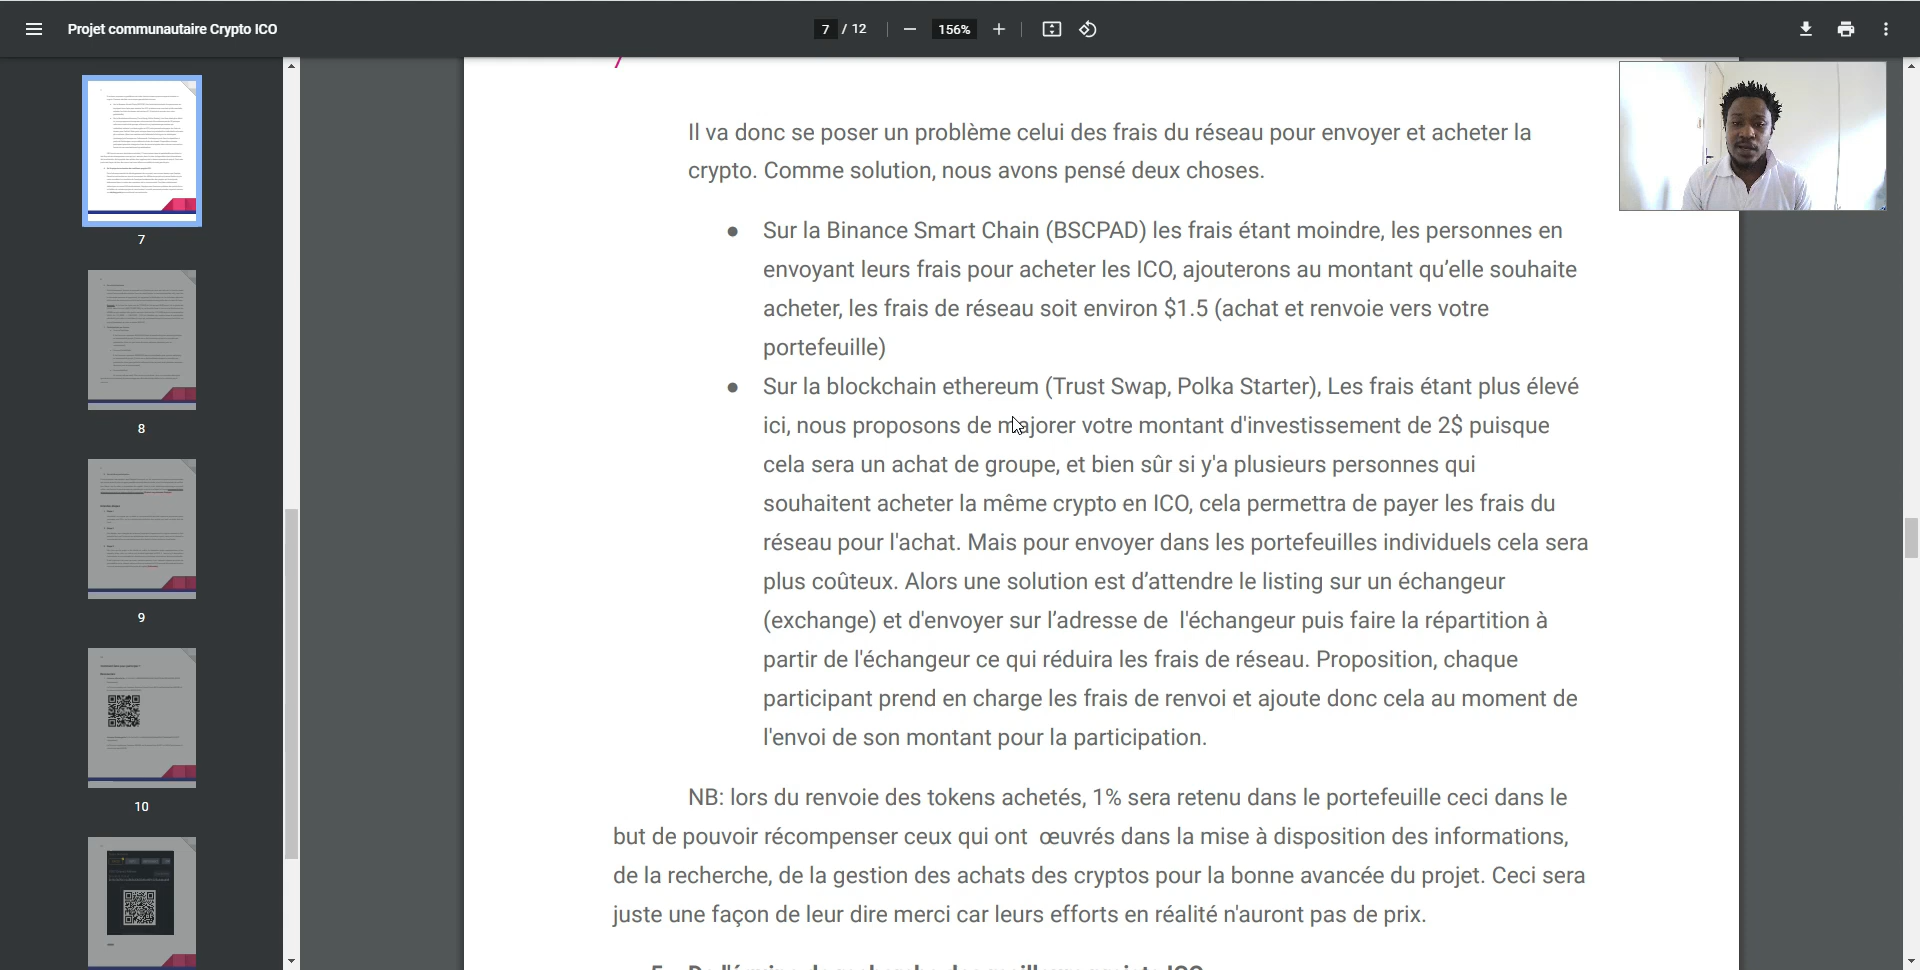 Projet communautaire Crypto ICO
7 / 12
156%
7
8
9
10
7
Il va donc se poser un problème celui des frais du réseau pour envoyer et acheter la
crypto. Comme solution, nous avons pensé deux choses.
● Sur la Binance Smart Chain (BSCPAD) les frais étant moindre, les personnes en
envoyant leurs frais pour acheter les ICO, ajouterons au montant qu’elle souhaite
acheter, les frais de réseau soit environ $1.5 (achat et renvoie vers votre
portefeuille)
● Sur la blockchain ethereum (Trust Swap, Polka Starter), Les frais étant plus élevé
ici, nous proposons de majorer votre montant d'investissement de 2$ puisque
cela sera un achat de groupe, et bien sûr si y'a plusieurs personnes qui
souhaitent acheter la même crypto en ICO, cela permettra de payer les frais du
réseau pour l'achat. Mais pour envoyer dans les portefeuilles individuels cela sera
plus coûteux. Alors une solution est d’attendre le listing sur un échangeur
(exchange) et d'envoyer sur l’adresse de l'échangeur puis faire la répartition à
partir de l'échangeur ce qui réduira les frais de réseau. Proposition, chaque
participant prend en charge les frais de renvoi et ajoute donc cela au moment de
l'envoi de son montant pour la participation.
NB: lors du renvoie des tokens achetés, 1% sera retenu dans le portefeuille ceci dans le
but de pouvoir récompenser ceux qui ont œuvrés dans la mise à disposition des informations,
de la recherche, de la gestion des achats des cryptos pour la bonne avancée du projet. Ceci sera
juste une façon de leur dire merci car leurs efforts en réalité n'auront pas de prix.